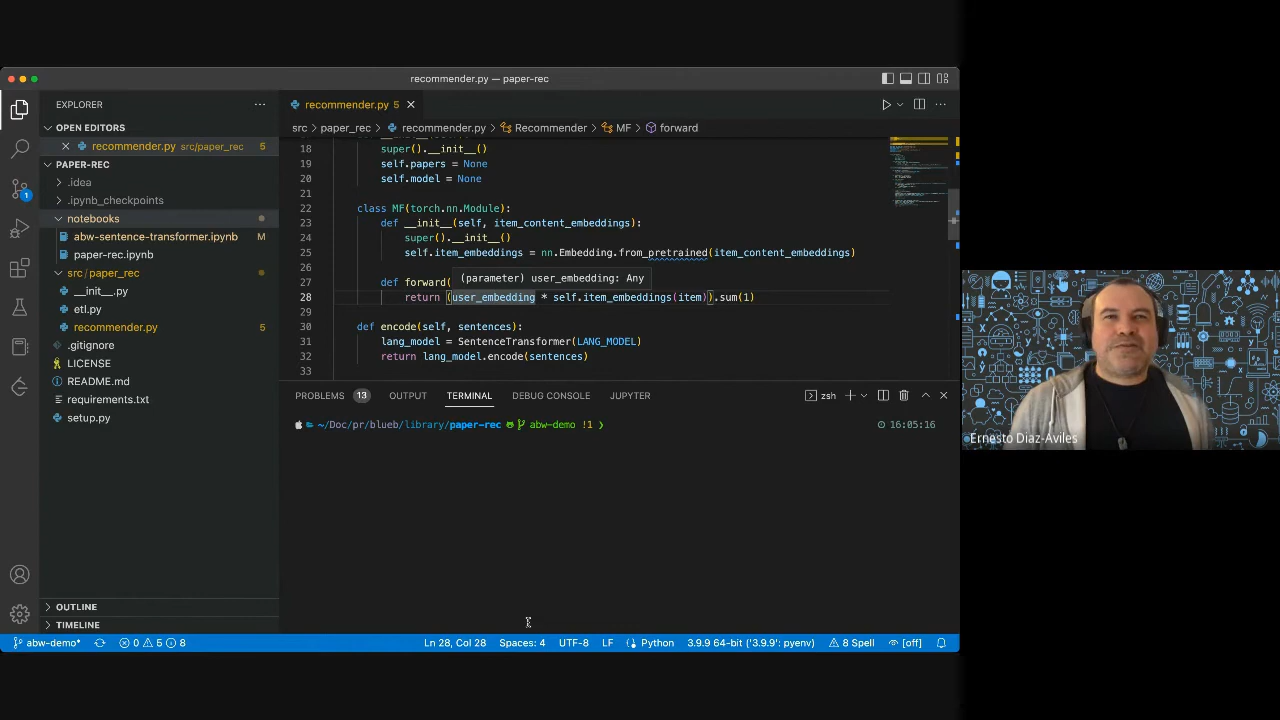 recommender.py — paper-rec
EXPLORER
OPEN EDITORS
recommender.py src/paper_rec 5
PAPER-REC
.idea
.ipynb_checkpoints
notebooks
abw-sentence-transformer.ipynb M
paper-rec.ipynb
src/paper_rec
__init__.py
etl.py
recommender.py 5
.gitignore
LICENSE
README.md
requirements.txt
setup.py
OUTLINE
TIMELINE
1
recommender.py 5
src > paper_rec > recommender.py > Recommender > MF > forward
18 super().__init__()
19 self.papers = None
20 self.model = None
21
22 class MF(torch.nn.Module):
23 def __init__(self, item_content_embeddings):
24 super().__init__()
25 self.item_embeddings = nn.Embedding.from_pretrained(item_content_embeddings)
26
(parameter) user_embedding: Any
27 def forward(
28 return (user_embedding * self.item_embeddings(item)).sum(1)
29
30 def encode(self, sentences):
31 lang_model = SentenceTransformer(LANG_MODEL)
32 return lang_model.encode(sentences)
33
PROBLEMS 13 OUTPUT TERMINAL DEBUG CONSOLE JUPYTER zsh
~/Doc/pr/blueb/library/paper-rec abw-demo !1 ❯ 16:05:16
abw-demo* 0 5 8 Ln 28, Col 28 Spaces: 4 UTF-8 LF Python 3.9.9 64-bit ('3.9.9': pyenv) 8 Spell [off]
Ernesto Diaz-Aviles